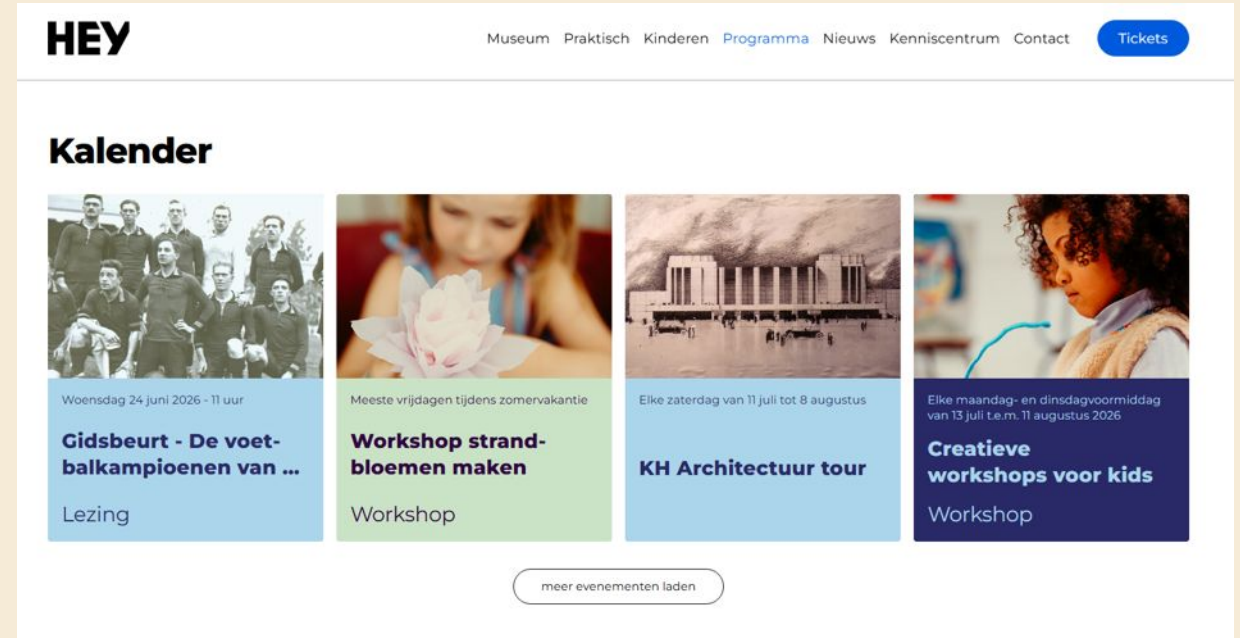 HEY
Museum Praktisch Kinderen Programma Nieuws Kenniscentrum Contact Tickets
Kalender
Woensdag 24 juni 2026 - 11 uur
Gidsbeurt - De voet-
balkampioenen van ...
Lezing
Meeste vrijdagen tijdens zomervakantie
Workshop strand-
bloemen maken
Workshop
Elke zaterdag van 11 juli tot 8 augustus
KH Architectuur tour
Elke maandag- en dinsdagvoormiddag
van 13 juli t.e.m. 11 augustus 2026
Creatieve
workshops voor kids
Workshop
meer evenementen laden